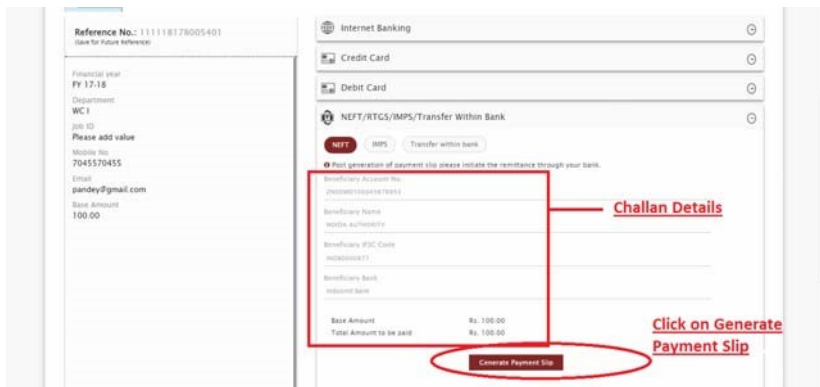 Reference No.: 111118178005401
(Save for Future Reference)
Financial year
FY 17-18
Department
WC I
Job ID
Please add value
Mobile No
7045570455
Email
pandey@gmail.com
Base Amount
100.00
Internet Banking
Credit Card
Debit Card
NEFT/RTGS/IMPS/Transfer Within Bank
NEFT
IMPS
Transfer within bank
Post generation of payment slip please initiate the remittance through your bank.
Beneficiary Account No.
Beneficiary Name
NOIDA AUTHORITY
Beneficiary IFSC Code
Beneficiary Bank
Indusind Bank
Base Amount Rs. 100.00
Total Amount to be paid Rs. 100.00
Generate Payment Slip
Challan Details
Click on Generate
Payment Slip